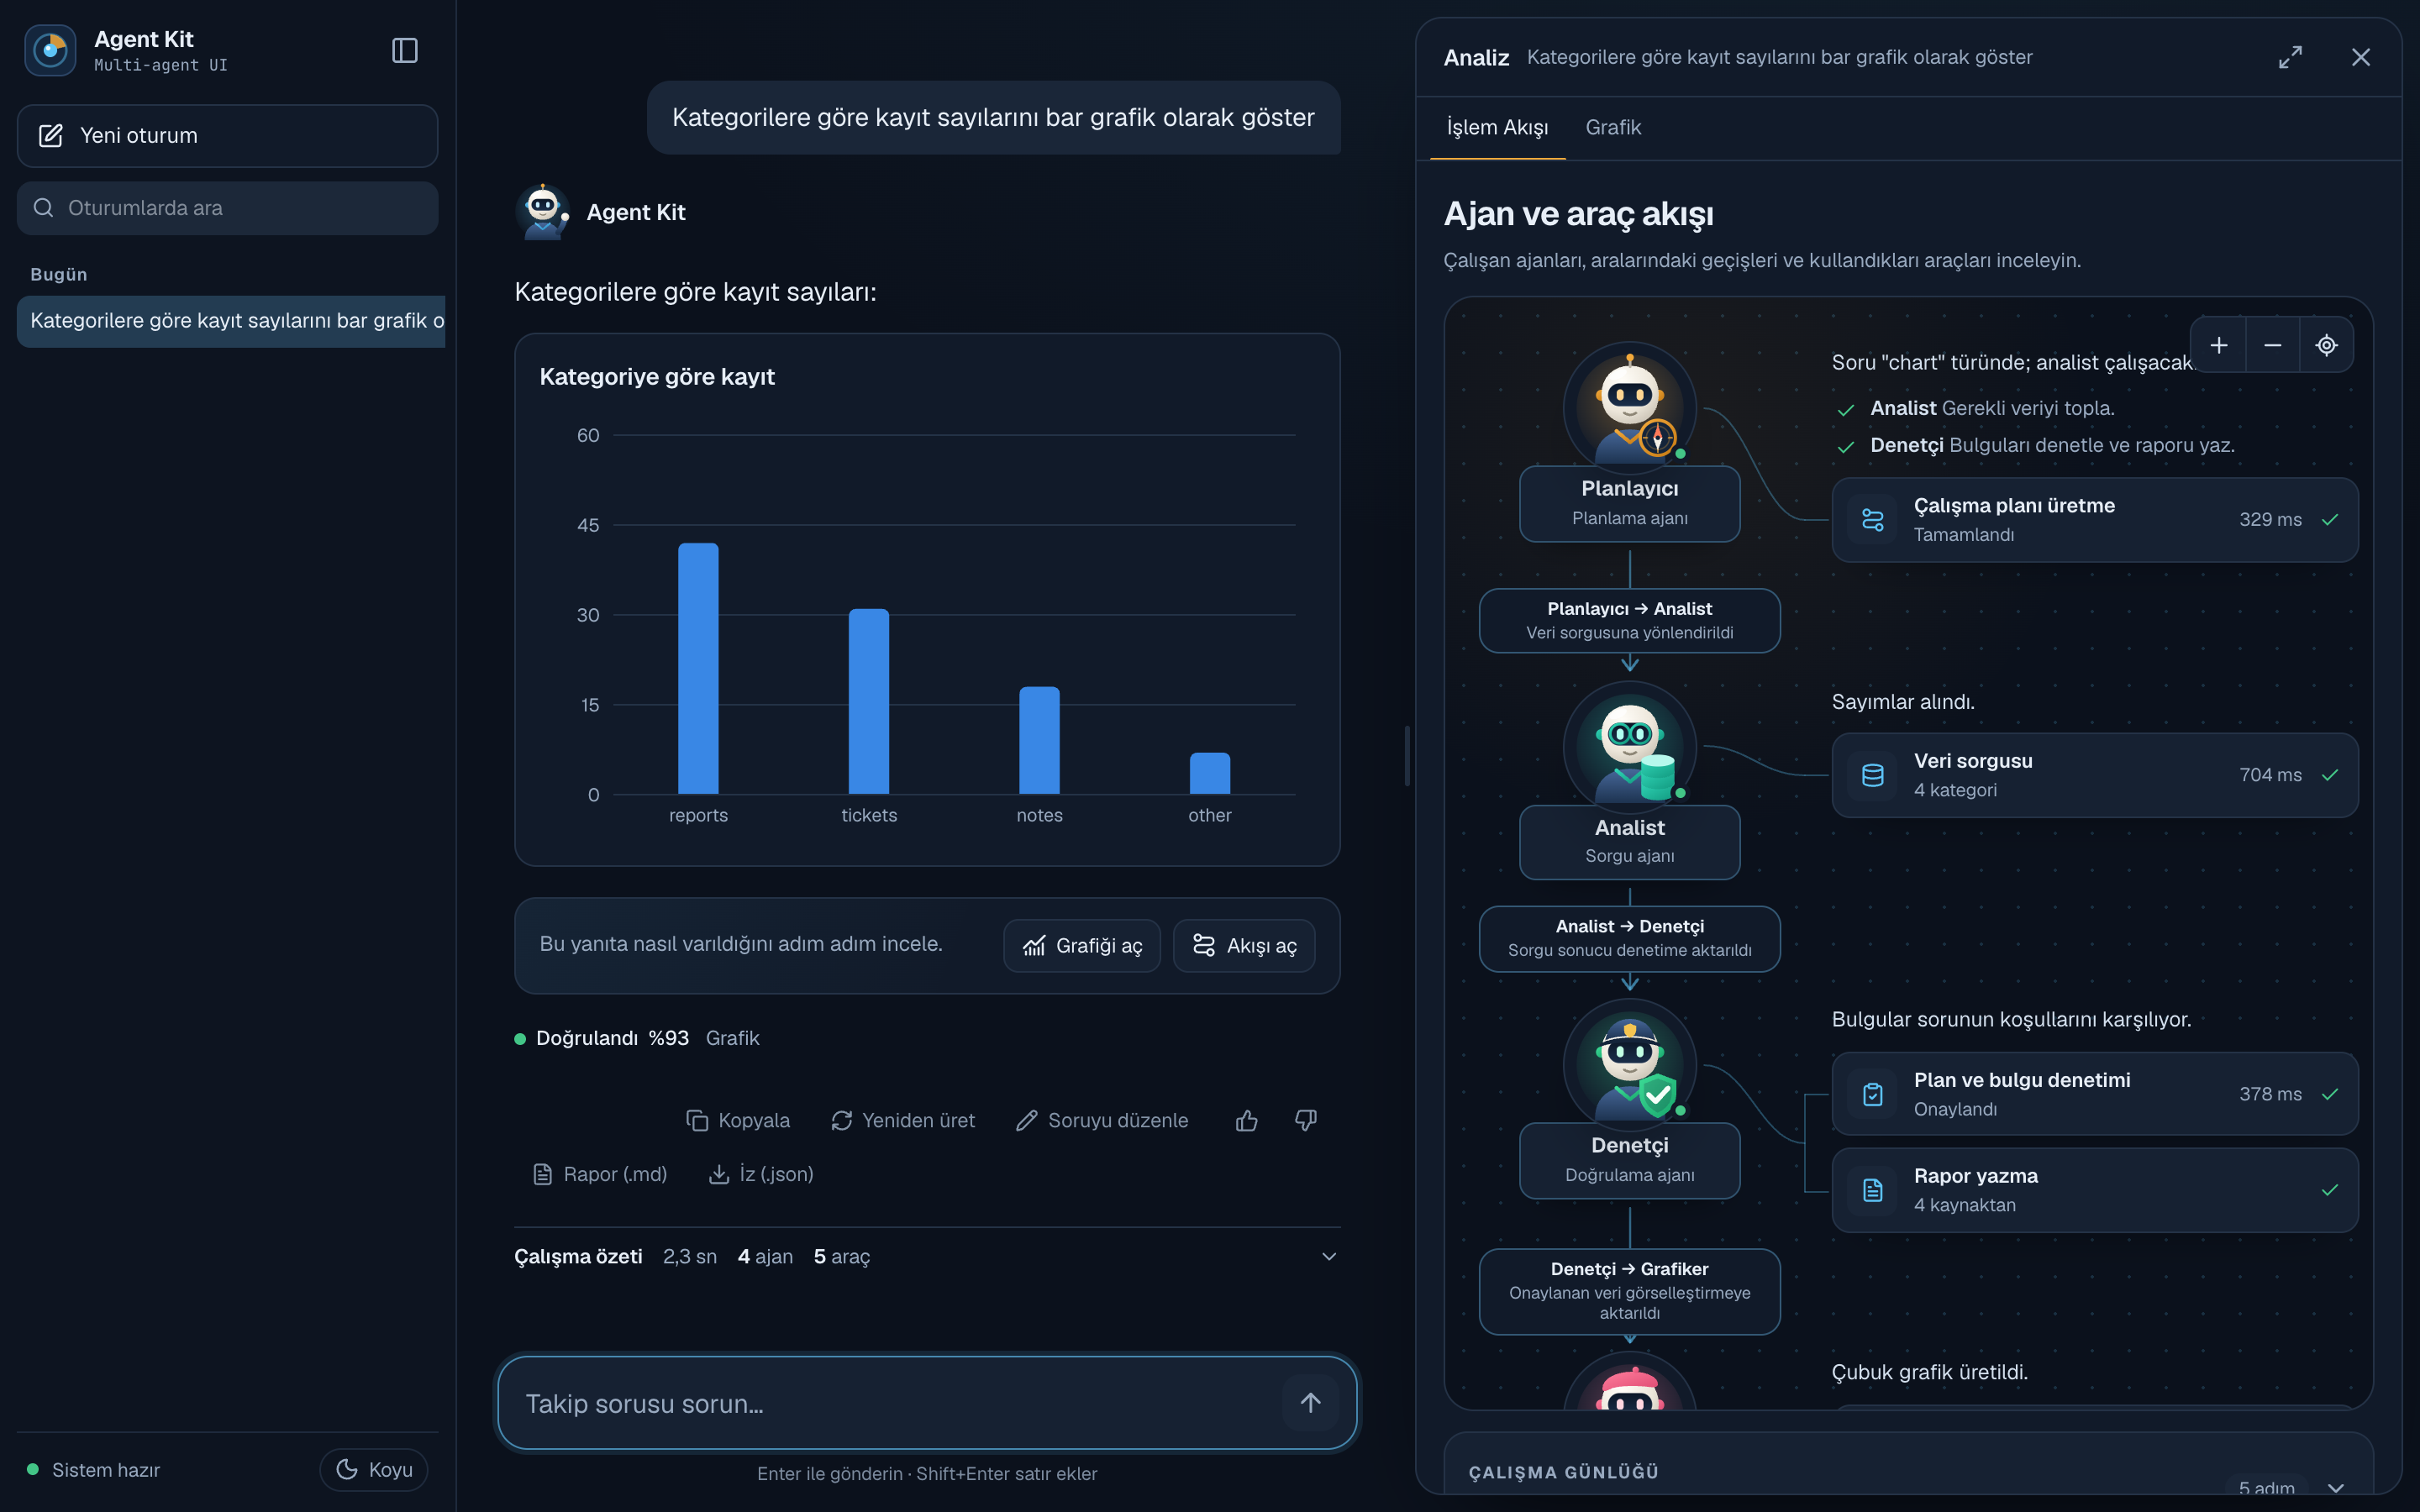 Agent Kit
Multi-agent UI
Yeni oturum
Oturumlarda ara
Bugün
Kategorilere göre kayıt sayılarını bar grafik o
Sistem hazır
Koyu
Kategorilere göre kayıt sayılarını bar grafik olarak göster
Agent Kit
Kategorilere göre kayıt sayıları:
Kategoriye göre kayıt
60
45
30
15
0
reports
tickets
notes
other
Bu yanıta nasıl varıldığını adım adım incele.
Grafiği aç
Akışı aç
Doğrulandı %93 Grafik
Kopyala
Yeniden üret
Soruyu düzenle
Rapor (.md)
İz (.json)
Çalışma özeti 2,3 sn 4 ajan 5 araç
Takip sorusu sorun…
Enter ile gönderin · Shift+Enter satır ekler
Analiz Kategorilere göre kayıt sayılarını bar grafik olarak göster
İşlem Akışı
Grafik
Ajan ve araç akışı
Çalışan ajanları, aralarındaki geçişleri ve kullandıkları araçları inceleyin.
Planlayıcı
Planlama ajanı
Soru "chart" türünde; analist çalışacak.
Analist Gerekli veriyi topla.
Denetçi Bulguları denetle ve raporu yaz.
Çalışma planı üretme
Tamamlandı
329 ms
Planlayıcı → Analist
Veri sorgusuna yönlendirildi
Analist
Sorgu ajanı
Sayımlar alındı.
Veri sorgusu
4 kategori
704 ms
Analist → Denetçi
Sorgu sonucu denetime aktarıldı
Denetçi
Doğrulama ajanı
Bulgular sorunun koşullarını karşılıyor.
Plan ve bulgu denetimi
Onaylandı
378 ms
Rapor yazma
4 kaynaktan
Denetçi → Grafiker
Onaylanan veri görselleştirmeye
aktarıldı
Çubuk grafik üretildi.
ÇALIŞMA GÜNLÜĞÜ
5 adım